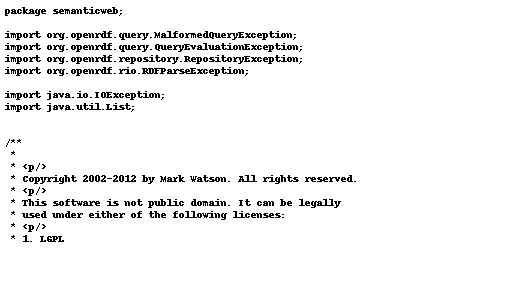 package semanticweb;

import org.openrdf.query.MalformedQueryException;
import org.openrdf.query.QueryEvaluationException;
import org.openrdf.repository.RepositoryException;
import org.openrdf.rio.RDFParseException;

import java.io.IOException;
import java.util.List;


/**
 *
 * <p/>
 * Copyright 2002-2012 by Mark Watson. All rights reserved.
 * <p/>
 * This software is not public domain. It can be legally
 * used under either of the following licenses:
 * <p/>
 * 1. LGPL